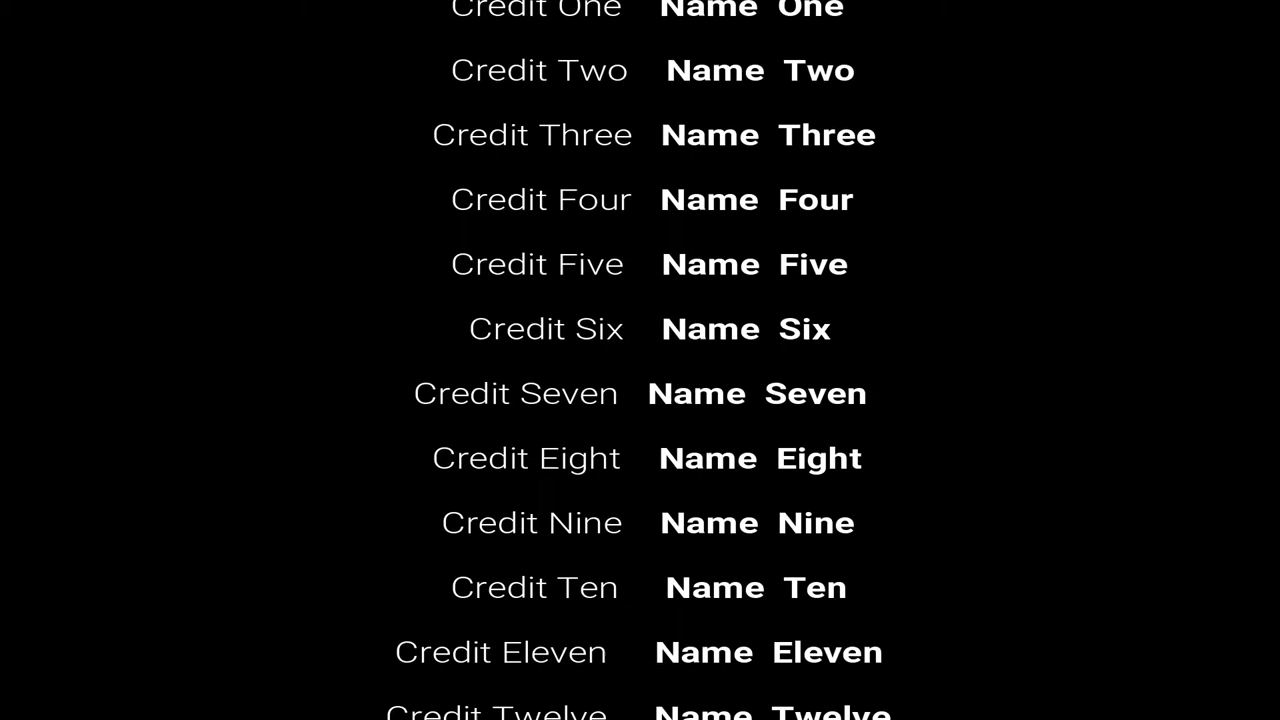 Credit One Name One
Credit Two Name Two
Credit Three Name Three
Credit Four Name Four
Credit Five Name Five
Credit Six Name Six
Credit Seven Name Seven
Credit Eight Name Eight
Credit Nine Name Nine
Credit Ten Name Ten
Credit Eleven Name Eleven
Credit Twelve Name Twelve